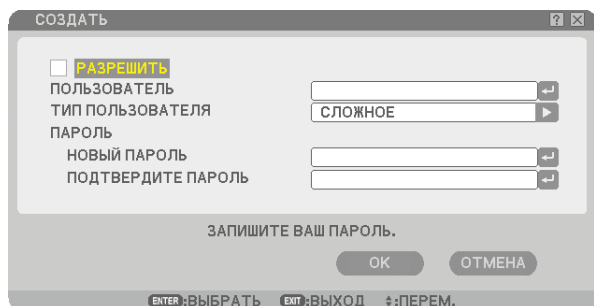 СОЗДАТЬ
РАЗРЕШИТЬ
ПОЛЬЗОВАТЕЛЬ
ТИП ПОЛЬЗОВАТЕЛЯ СЛОЖНОЕ
ПАРОЛЬ
НОВЫЙ ПАРОЛЬ
ПОДТВЕРДИТЕ ПАРОЛЬ
ЗАПИШИТЕ ВАШ ПАРОЛЬ.
ОК ОТМЕНА
ENTER:ВЫБРАТЬ EXIT:ВЫХОД :ПЕРЕМ.